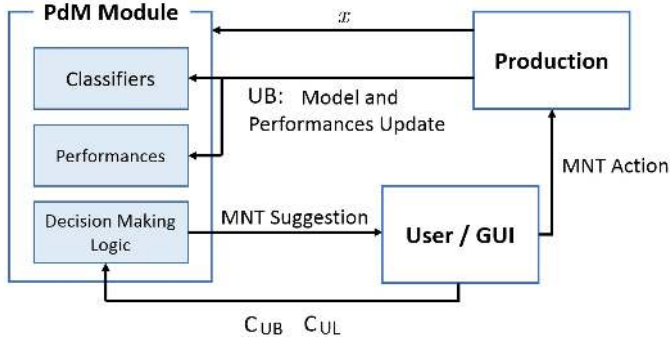 PdM Module
x
Classifiers
Production
UB: Model and
Performances Update
Performances
MNT Action
Decision Making
Logic
MNT Suggestion
User / GUI
CUB CUL